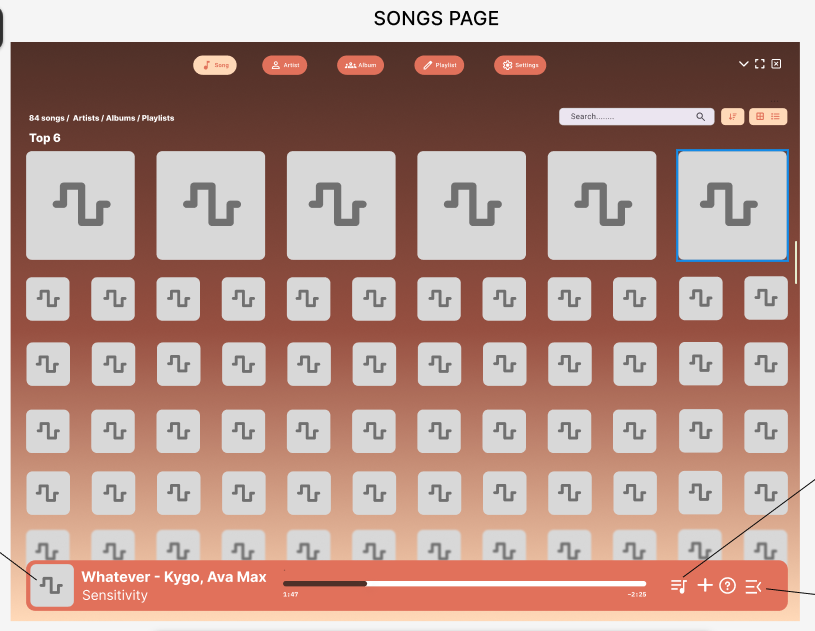 SONGS PAGE
Song
Artist
Album
Playlist
Settings
84 songs / Artists / Albums / Playlists
Search........
Top 6
Whatever - Kygo, Ava Max
Sensitivity
1:47
-2:25